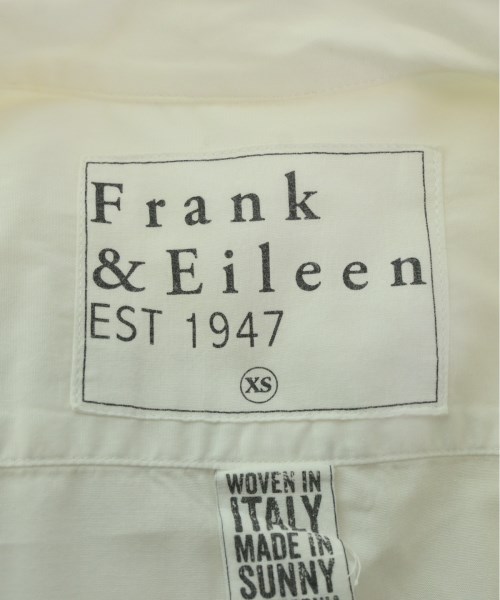 Frank
& Eileen
EST 1947
XS
WOVEN IN
ITALY
MADE IN
SUNNY